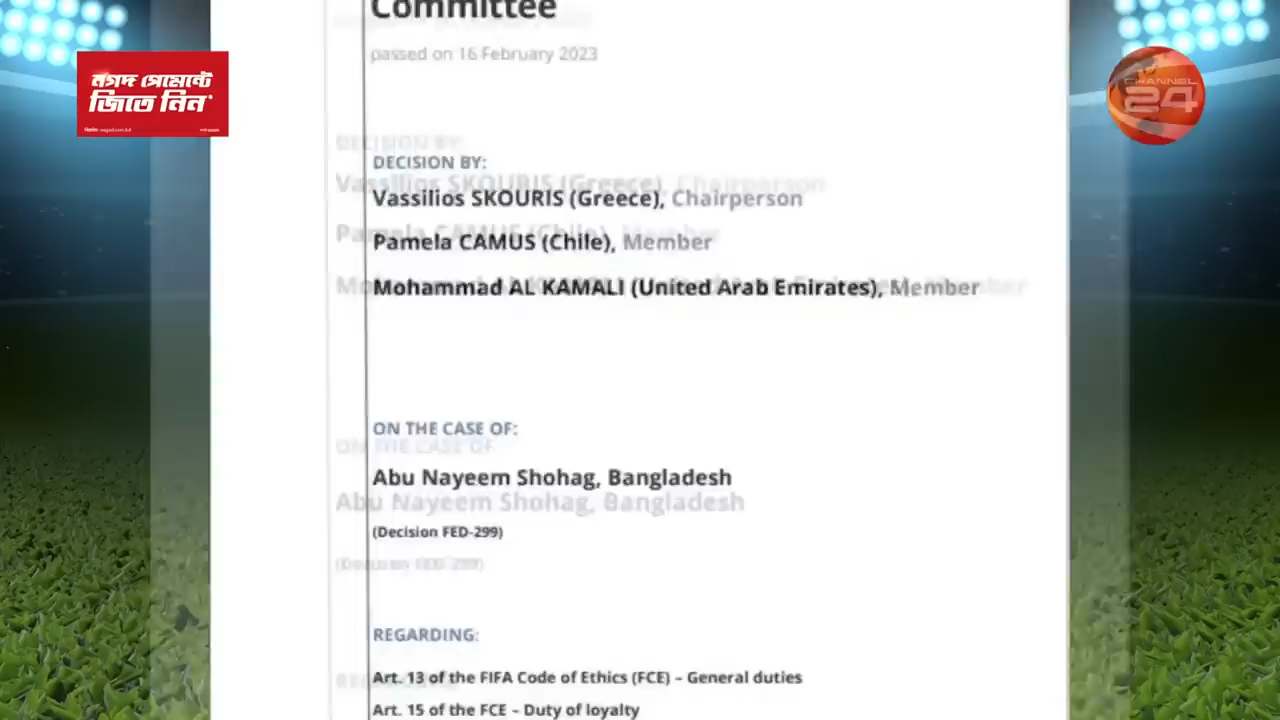 Committee
passed on 16 February 2023
নগদ পেমেন্টে
জিতে নিন
CHANNEL
24
DECISION BY:
Vassilios SKOURIS (Greece), Chairperson
Pamela CAMUS (Chile), Member
Mohammad AL KAMALI (United Arab Emirates), Member
ON THE CASE OF:
Abu Nayeem Shohag, Bangladesh
(Decision FED-299)
REGARDING:
Art. 13 of the FIFA Code of Ethics (FCE) – General duties
Art. 15 of the FCE – Duty of loyalty